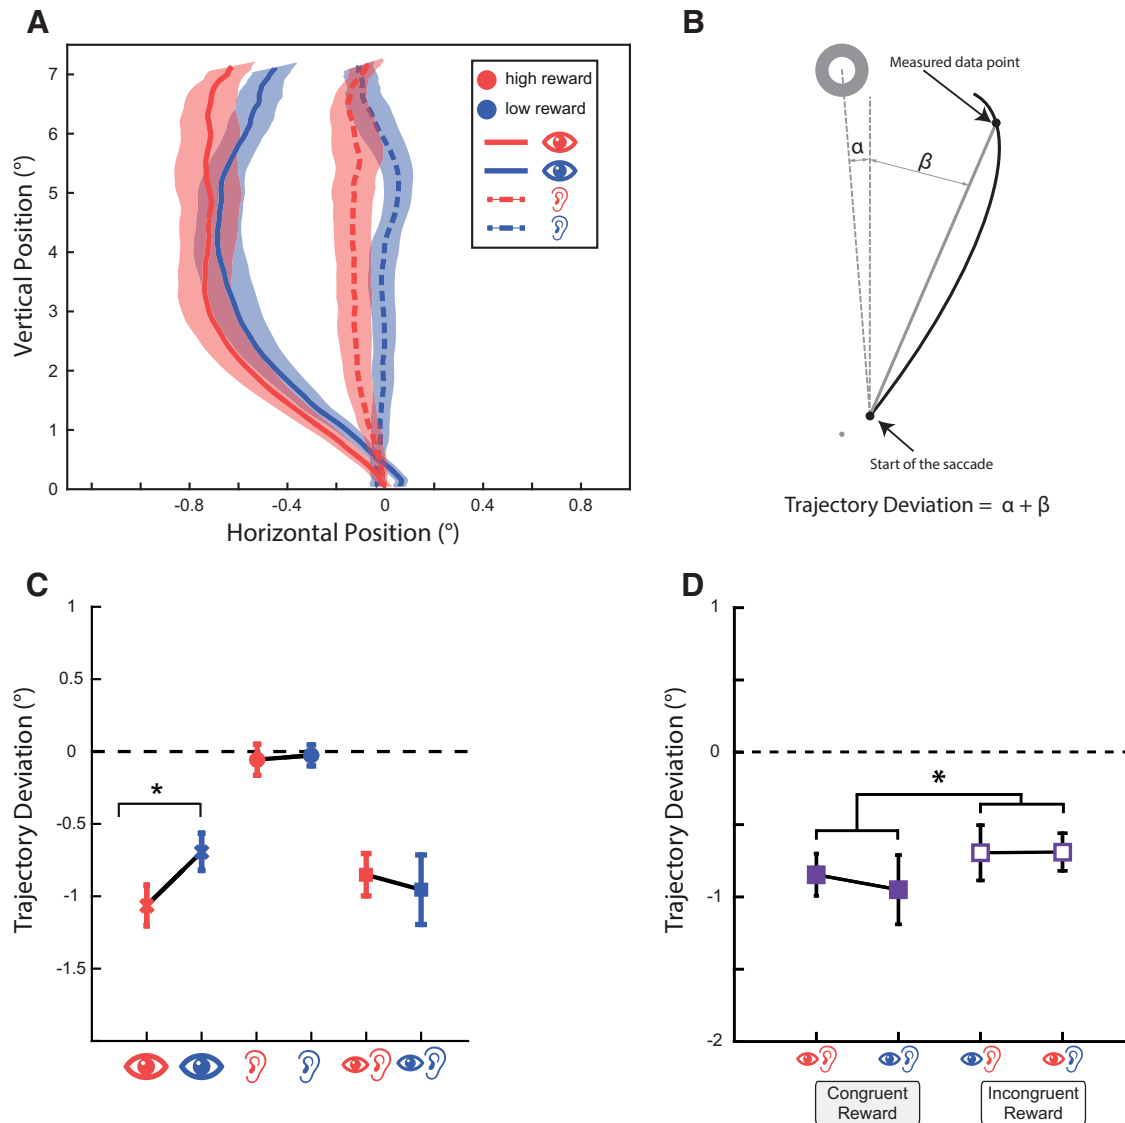 A
7
6
5
4
3
2
1
0
Vertical Position (°)
-0.8
-0.4
0
0.4
0.8
Horizontal Position (°)
high reward
low reward
B
Measured data point
α
β
Start of the saccade
Trajectory Deviation = α + β
C
1
0.5
0
-0.5
-1
-1.5
Trajectory Deviation (°)
*
D
1
0
-1
-2
Trajectory Deviation (°)
*
Congruent
Reward
Incongruent
Reward